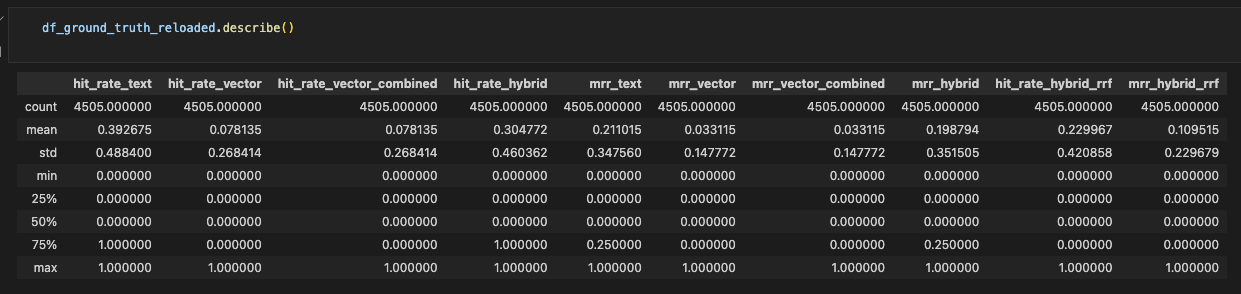 df_ground_truth_reloaded.describe()
hit_rate_text hit_rate_vector hit_rate_vector_combined hit_rate_hybrid mrr_text mrr_vector mrr_vector_combined mrr_hybrid hit_rate_hybrid_rrf mrr_hybrid_rrf
count 4505.000000 4505.000000 4505.000000 4505.000000 4505.000000 4505.000000 4505.000000 4505.000000 4505.000000 4505.000000
mean 0.392675 0.078135 0.078135 0.304772 0.211015 0.033115 0.033115 0.198794 0.229967 0.109515
std 0.488400 0.268414 0.268414 0.460362 0.347560 0.147772 0.147772 0.351505 0.420858 0.229679
min 0.000000 0.000000 0.000000 0.000000 0.000000 0.000000 0.000000 0.000000 0.000000 0.000000
25% 0.000000 0.000000 0.000000 0.000000 0.000000 0.000000 0.000000 0.000000 0.000000 0.000000
50% 0.000000 0.000000 0.000000 0.000000 0.000000 0.000000 0.000000 0.000000 0.000000 0.000000
75% 1.000000 0.000000 0.000000 1.000000 0.250000 0.000000 0.000000 0.250000 0.000000 0.000000
max 1.000000 1.000000 1.000000 1.000000 1.000000 1.000000 1.000000 1.000000 1.000000 1.000000